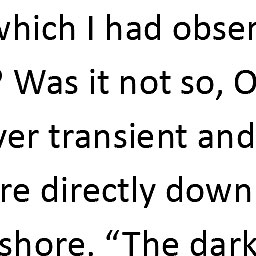 which I had obser
? Was it not so, O
ver transient and
re directly down
shore. “The dark